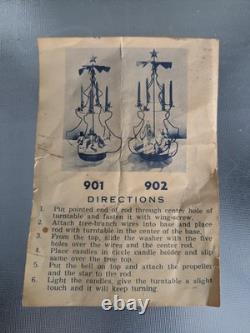 901 902
DIRECTIONS
1. Put pointed end of rod through center hole of
turntable and fasten it with wing-screw.
2. Attach tree-branch wires into base and place
rod with turntable in the center of the base.
3. From the top, slide the washer with the five
holes over the wires and the center rod.
4. Place candles in circle candle holder and slip
same over the tree top.
5. Put the bell on top and attach the propeller
and the star to the rod.
6. Light the candles, give the turntable a slight
touch and it will keep turning.